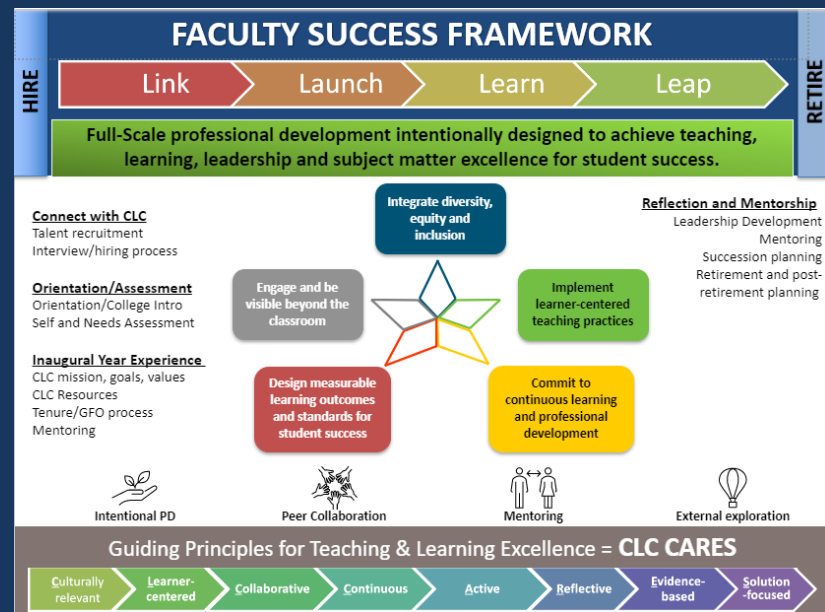 FACULTY SUCCESS FRAMEWORK
HIRE
Link
Launch
Learn
Leap
RETIRE
Full-Scale professional development intentionally designed to achieve teaching,
learning, leadership and subject matter excellence for student success.
Connect with CLC
Talent recruitment
Interview/hiring process
Orientation/Assessment
Orientation/College Intro
Self and Needs Assessment
Inaugural Year Experience
CLC mission, goals, values
CLC Resources
Tenure/GFO process
Mentoring
Integrate diversity,
equity and
inclusion
Engage and be
visible beyond the
classroom
Implement
learner-centered
teaching practices
Design measurable
learning outcomes
and standards for
student success
Commit to
continuous learning
and professional
development
Reflection and Mentorship
Leadership Development
Mentoring
Succession planning
Retirement and post-
retirement planning
Intentional PD
Peer Collaboration
Mentoring
External exploration
Guiding Principles for Teaching & Learning Excellence = CLC CARES
Culturally
relevant
Learner-
centered
Collaborative
Continuous
Active
Reflective
Evidence-
based
Solution
-focused